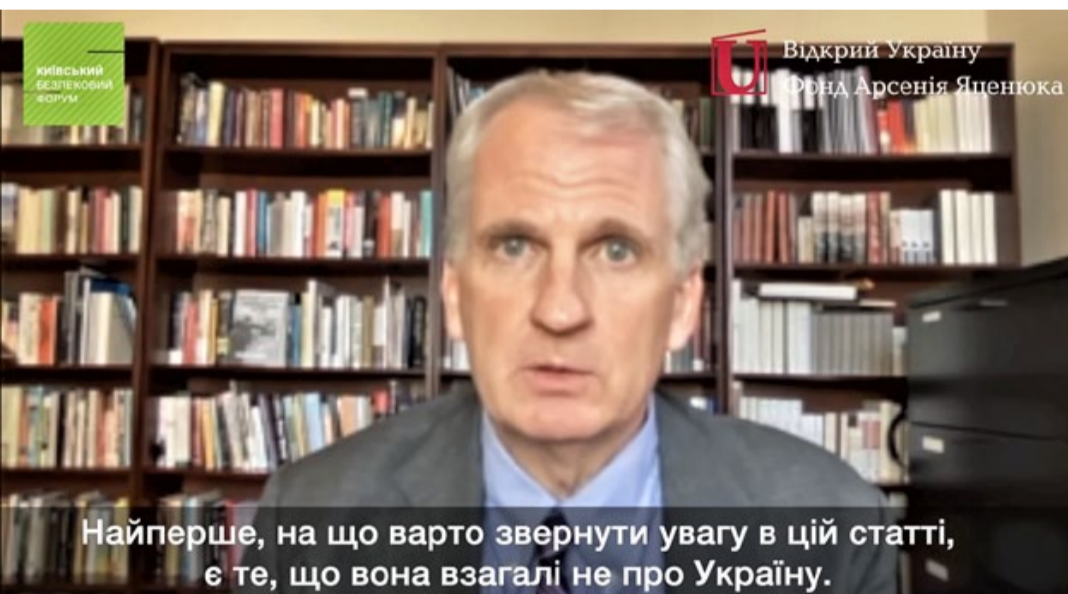 КИЇВСЬКИЙ
БЕЗПЕКОВИЙ
ФОРУМ
Відкрий Україну
Фонд Арсенія Яценюка
Найперше, на що варто звернути увагу в цій статті,
є те, що вона взагалі не про Україну.